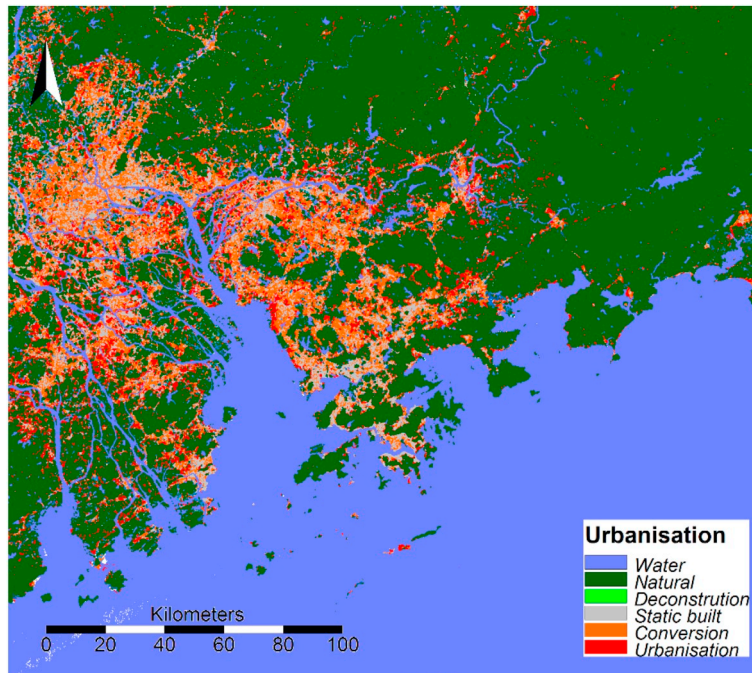 Urbanisation
Water
Natural
Deconstrution
Static built
Conversion
Urbanisation
Kilometers
0 20 40 60 80 100